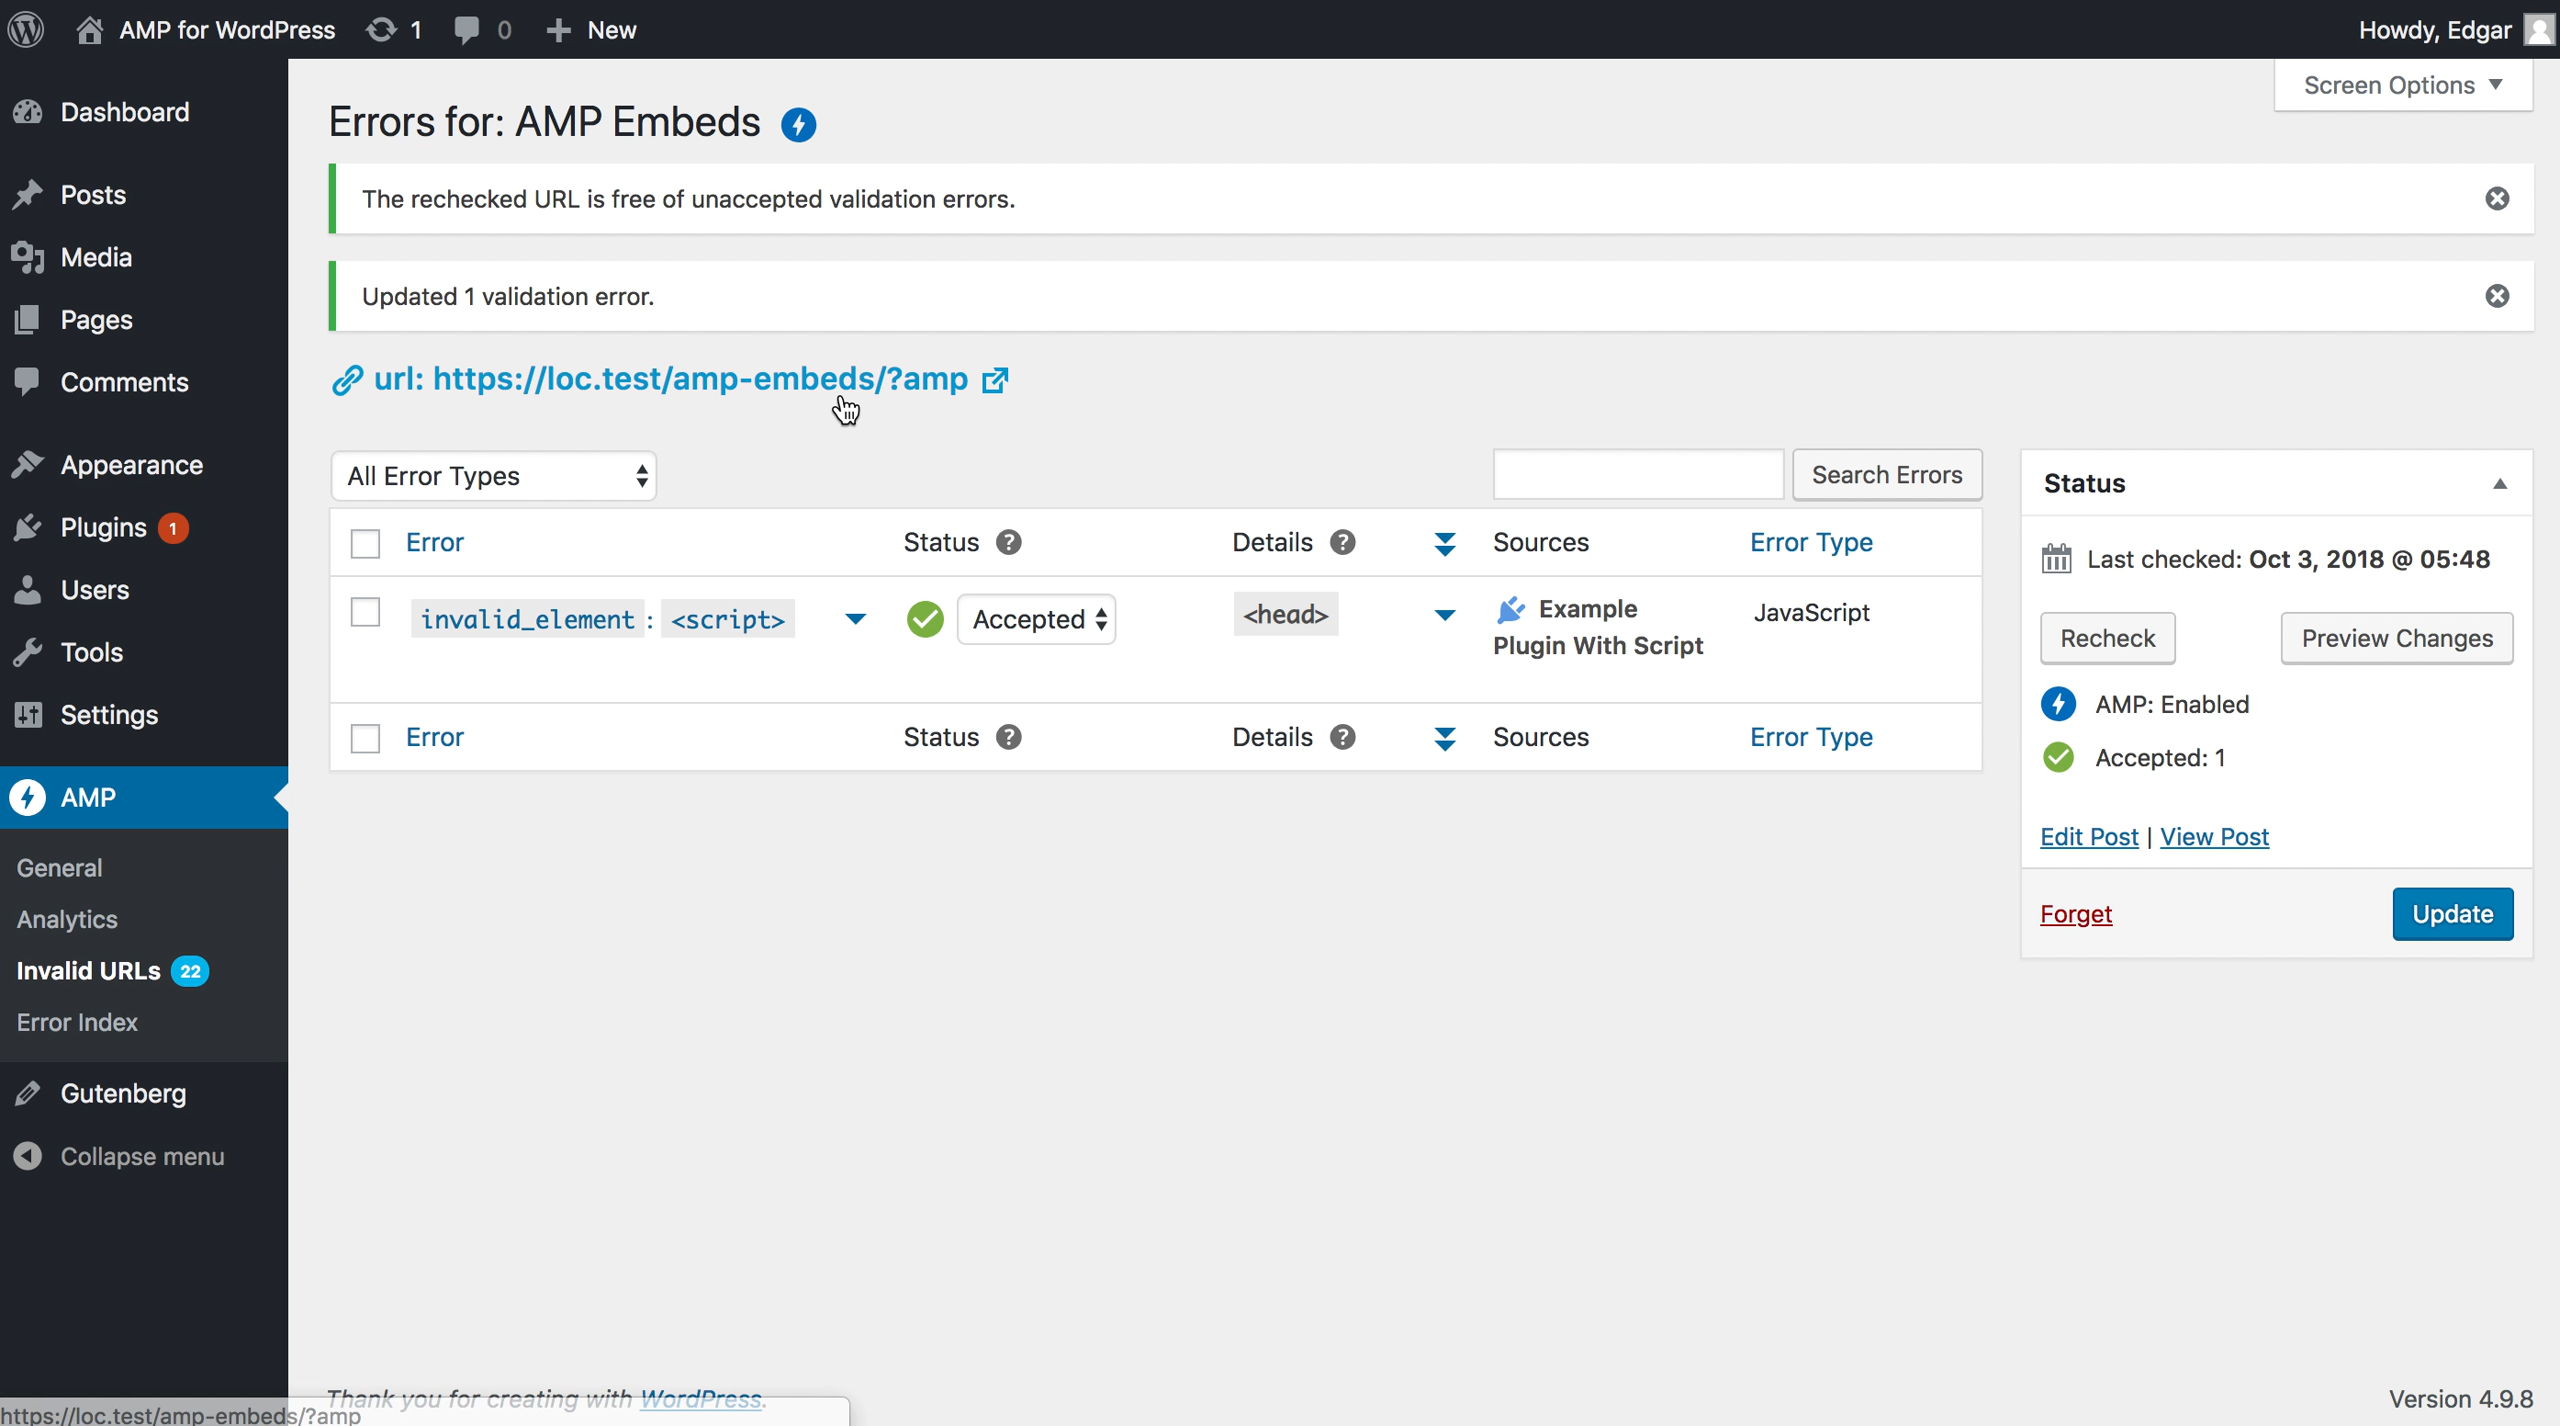 AMP for WordPress 1 0 New Howdy, Edgar
Screen Options
Dashboard
Posts
Media
Pages
Comments
Appearance
Plugins 1
Users
Tools
Settings
AMP
General
Analytics
Invalid URLs 22
Error Index
Gutenberg
Collapse menu
Errors for: AMP Embeds
The rechecked URL is free of unaccepted validation errors.
Updated 1 validation error.
url: https://loc.test/amp-embeds/?amp
All Error Types Search Errors
Error Status ? Details ? Sources Error Type
invalid_element : <script> Accepted <head> Example JavaScript
Plugin With Script
Error Status ? Details ? Sources Error Type
Status
Last checked: Oct 3, 2018 @ 05:48
Recheck Preview Changes
AMP: Enabled
Accepted: 1
Edit Post | View Post
Forget Update
Thank you for creating with WordPress.
Version 4.9.8
https://loc.test/amp-embeds/?amp